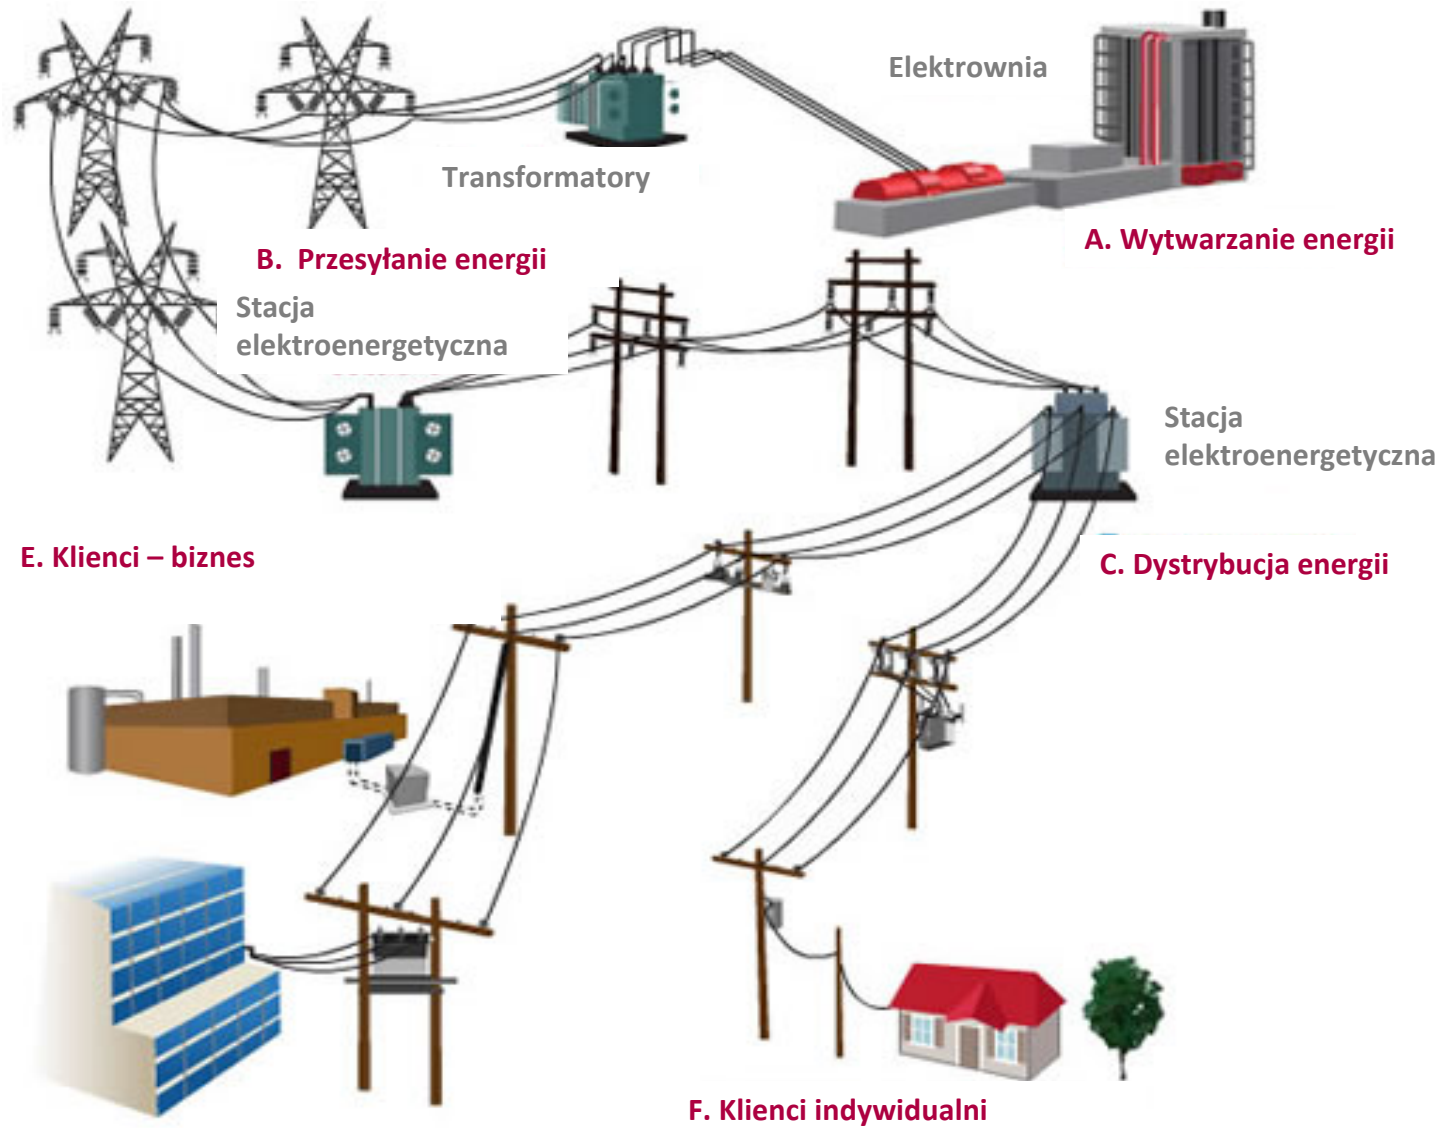 Elektrownia
Transformatory
A. Wytwarzanie energii
B. Przesyłanie energii
Stacja
elektroenergetyczna
Stacja
elektroenergetyczna
E. Klienci – biznes
C. Dystrybucja energii
F. Klienci indywidualni